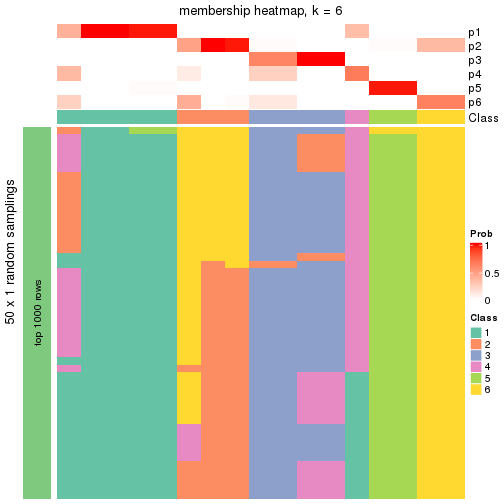 membership heatmap, k = 6
p1
p2
p3
p4
p5
p6
Class
50 x 1 random samplings
top 1000 rows
Prob
1
0.5
0
Class
1
2
3
4
5
6